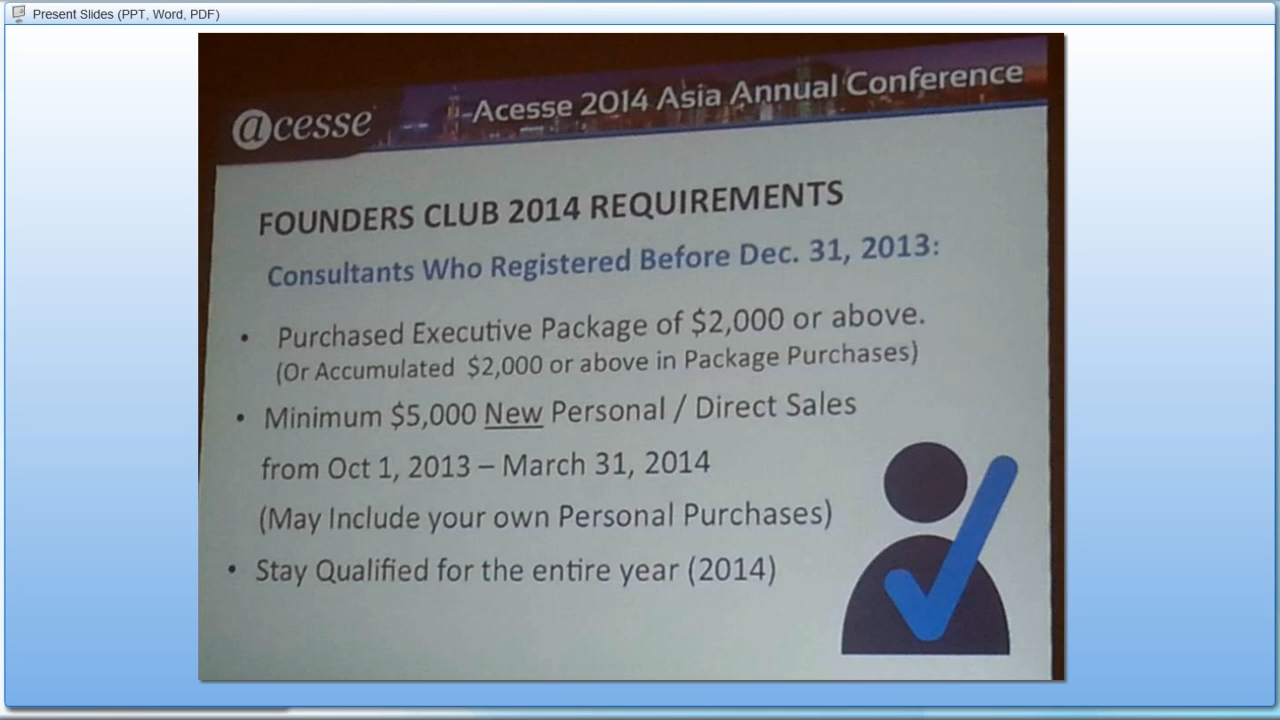 Present Slides (PPT, Word, PDF)
acesse
Acesse 2014 Asia Annual Conference
FOUNDERS CLUB 2014 REQUIREMENTS
Consultants Who Registered Before Dec. 31, 2013:
• Purchased Executive Package of $2,000 or above.
(Or Accumulated $2,000 or above in Package Purchases)
• Minimum $5,000 New Personal / Direct Sales
from Oct 1, 2013 – March 31, 2014
(May Include your own Personal Purchases)
• Stay Qualified for the entire year (2014)